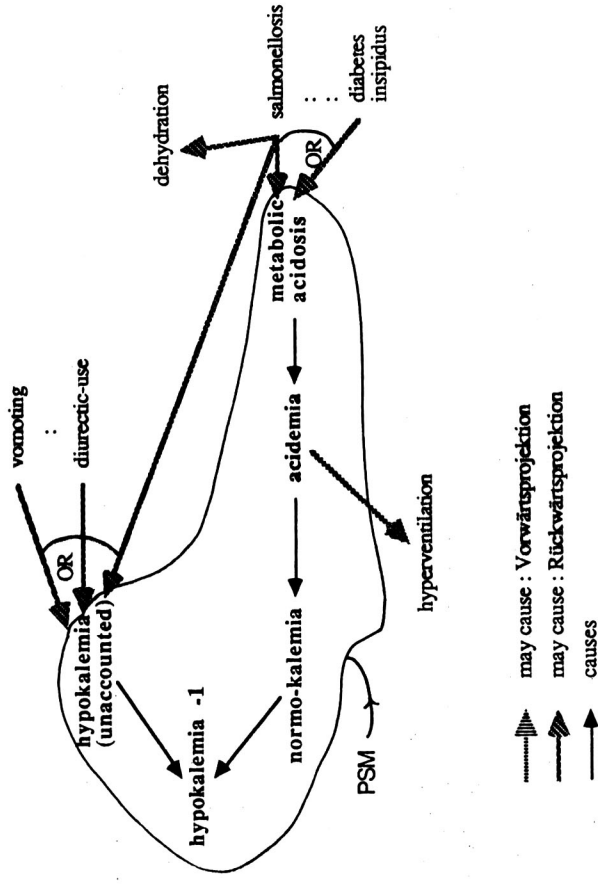 vomoting
:
diurectic-use
OR
hypokalemia
(unaccounted)
hypokalemia -1
normo-kalemia
acidemia
metabolic
acidosis
OR
dehydration
salmonellosis
:
:
diabetes
insipidus
hyperventilation
PSM
may cause : Vorwärtsprojektion
may cause : Rückwärtsprojektion
causes